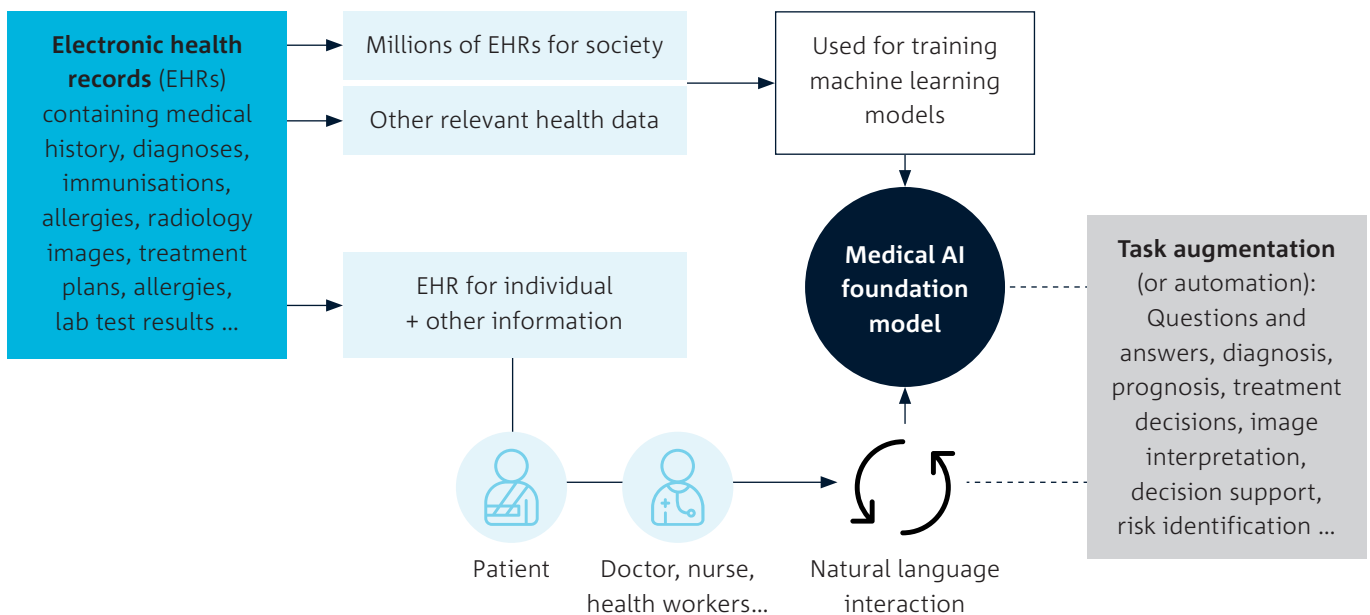 Electronic health
records (EHRs)
containing medical
history, diagnoses,
immunisations,
allergies, radiology
images, treatment
plans, allergies,
lab test results ...
Millions of EHRs for society
Other relevant health data
Used for training
machine learning
models
EHR for individual
+ other information
Medical AI
foundation
model
Task augmentation
(or automation):
Questions and
answers, diagnosis,
prognosis, treatment
decisions, image
interpretation,
decision support,
risk identification ...
Patient
Doctor, nurse,
health workers...
Natural language
interaction